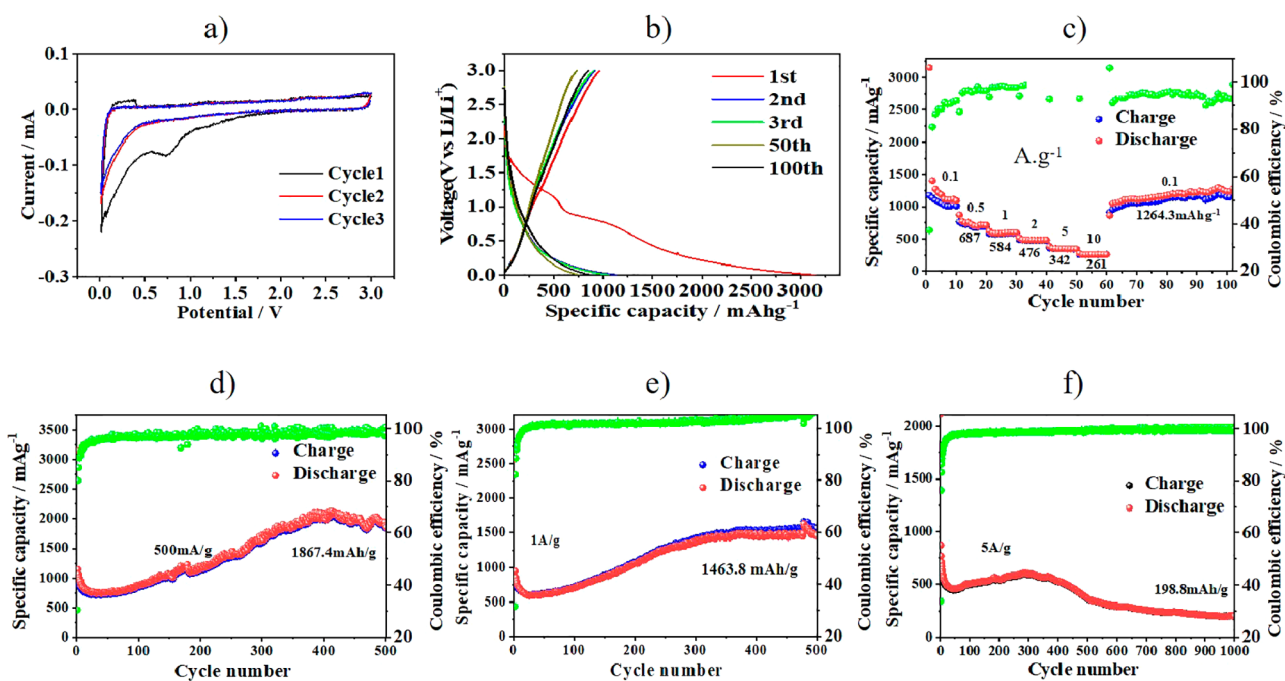 a)
0.1
0.0
-0.1
-0.2
-0.3
Current / mA
0.0 0.5 1.0 1.5 2.0 2.5 3.0
Potential / V
Cycle1
Cycle2
Cycle3
b)
3.5
3.0
2.5
2.0
1.5
1.0
0.5
0.0
Voltage(V vs Li/Li+)
0 500 1000 1500 2000 2500 3000
Specific capacity / mAhg-1
1st
2nd
3rd
50th
100th
c)
3000
2500
2000
1500
1000
500
0
Specific capacity / mAg-1
100
80
60
40
20
Coulombic efficiency / %
Charge
Discharge
A.g-1
0.1
0.5
1
2
5
10
0.1
687
584
476
342
261
1264.3mAhg-1
0 10 20 30 40 50 60 70 80 90 100
Cycle number
d)
3500
3000
2500
2000
1500
1000
500
0
Specific capacity / mAg-1
100
80
60
40
20
Coulombic efficiency / %
Charge
Discharge
500mA/g
1867.4mAh/g
0 100 200 300 400 500
Cycle number
e)
3000
2500
2000
1500
1000
500
0
Specific capacity / mAg-1
100
80
60
40
20
Coulombic efficiency / %
Charge
Discharge
1A/g
1463.8 mAh/g
0 100 200 300 400 500
Cycle number
f)
2000
1500
1000
500
0
Specific capacity / mAg-1
100
80
60
40
20
Coulombic efficiency / %
Charge
Discharge
5A/g
198.8mAh/g
0 100 200 300 400 500 600 700 800 900 1000
Cycle number